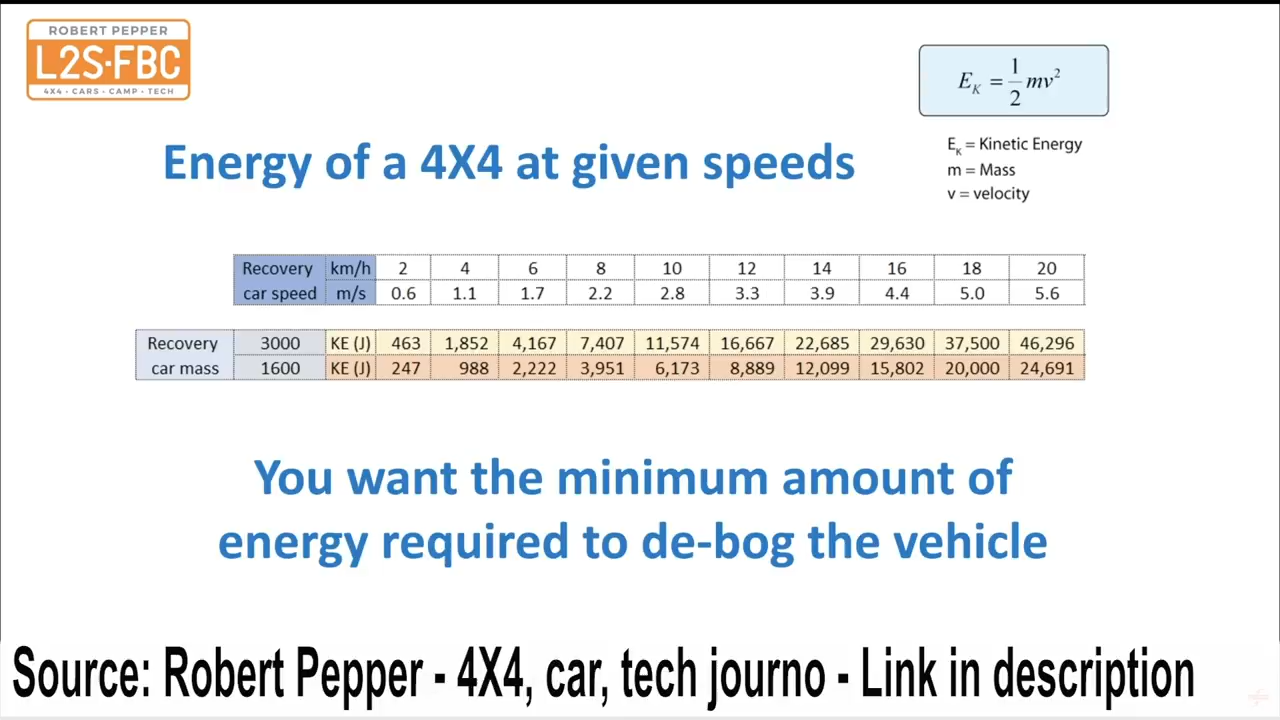 ROBERT PEPPER
L2S·FBC
4X4 · CARS · CAMP · TECH
E_K = 1/2 mv²
E_K = Kinetic Energy
m = Mass
v = velocity
Energy of a 4X4 at given speeds
Recovery km/h 2 4 6 8 10 12 14 16 18 20
car speed m/s 0.6 1.1 1.7 2.2 2.8 3.3 3.9 4.4 5.0 5.6
Recovery 3000 KE (J) 463 1,852 4,167 7,407 11,574 16,667 22,685 29,630 37,500 46,296
car mass 1600 KE (J) 247 988 2,222 3,951 6,173 8,889 12,099 15,802 20,000 24,691
You want the minimum amount of
energy required to de-bog the vehicle
Source: Robert Pepper - 4X4, car, tech journo - Link in description